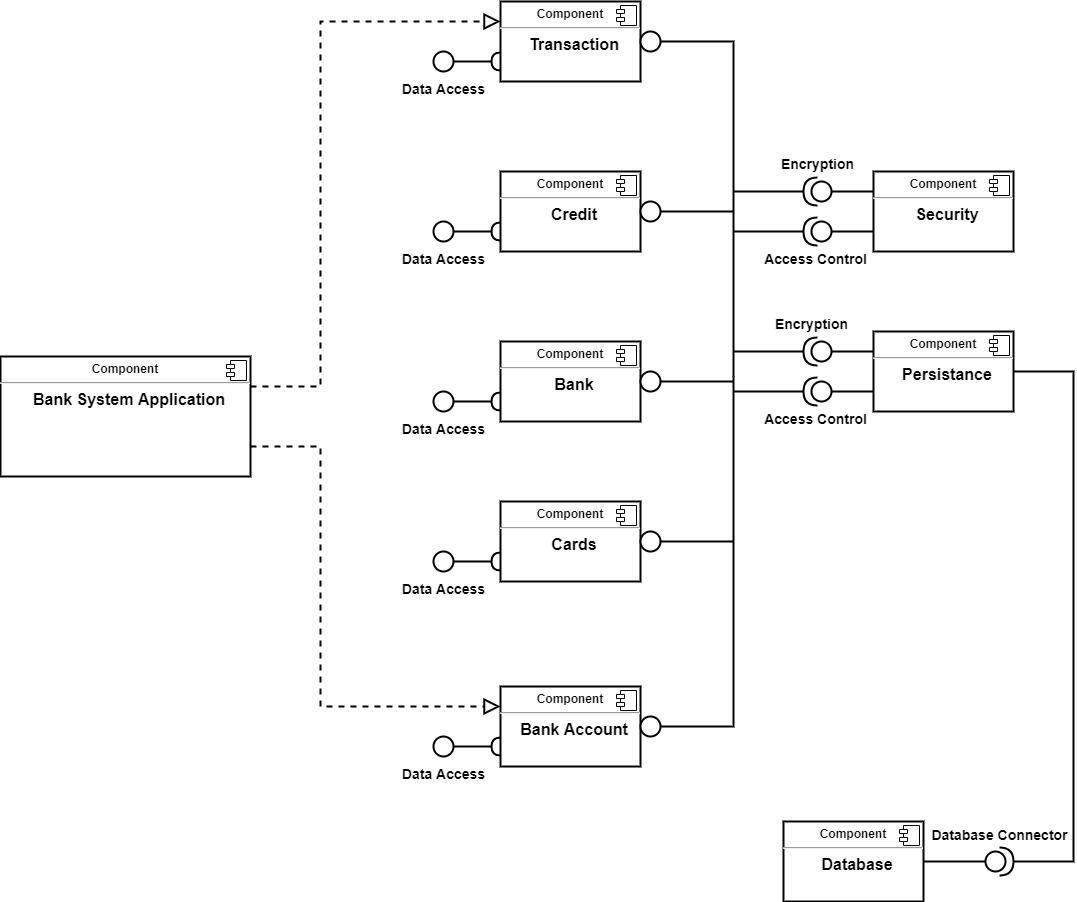 Component
Transaction
Data Access
Encryption
Component
Credit
Component
Security
Data Access
Access Control
Encryption
Component
Bank
Component
Persistance
Component
Bank System Application
Data Access
Access Control
Component
Cards
Data Access
Component
Bank Account
Data Access
Component
Database
Database Connector